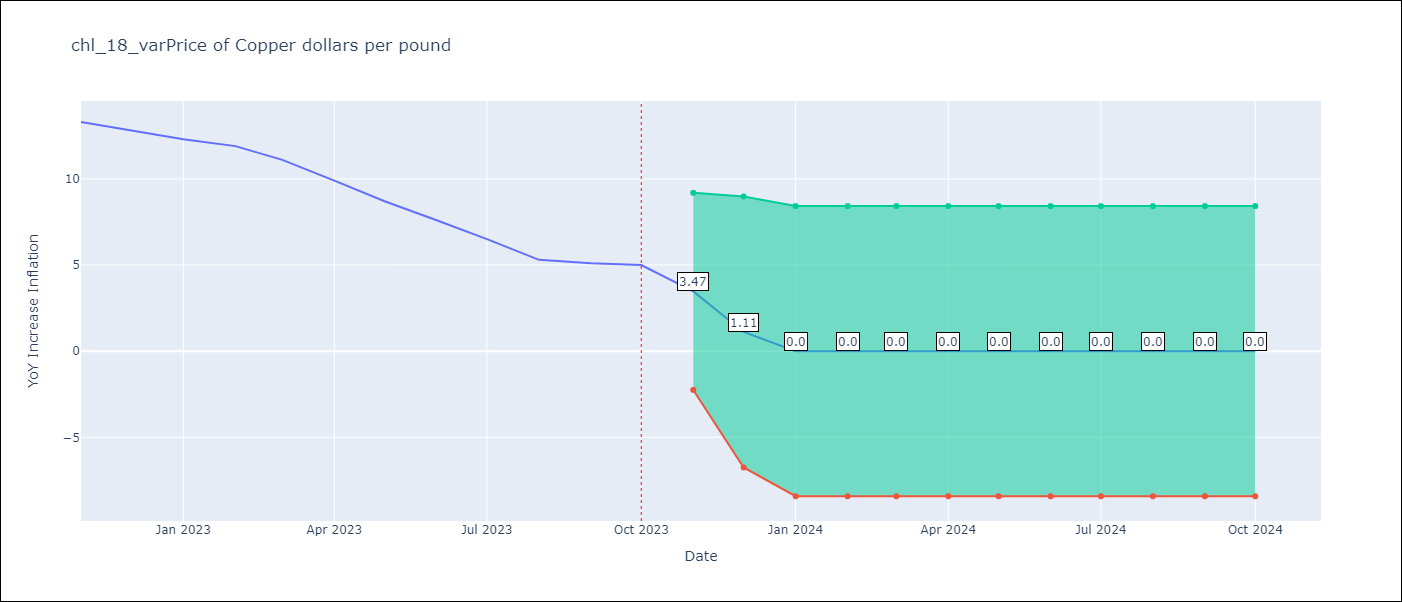 chl_18_varPrice of Copper dollars per pound
YoY Increase Inflation
10
5
0
−5
3.47
1.11
0.0
0.0
0.0
0.0
0.0
0.0
0.0
0.0
0.0
0.0
Jan 2023
Apr 2023
Jul 2023
Oct 2023
Jan 2024
Apr 2024
Jul 2024
Oct 2024
Date